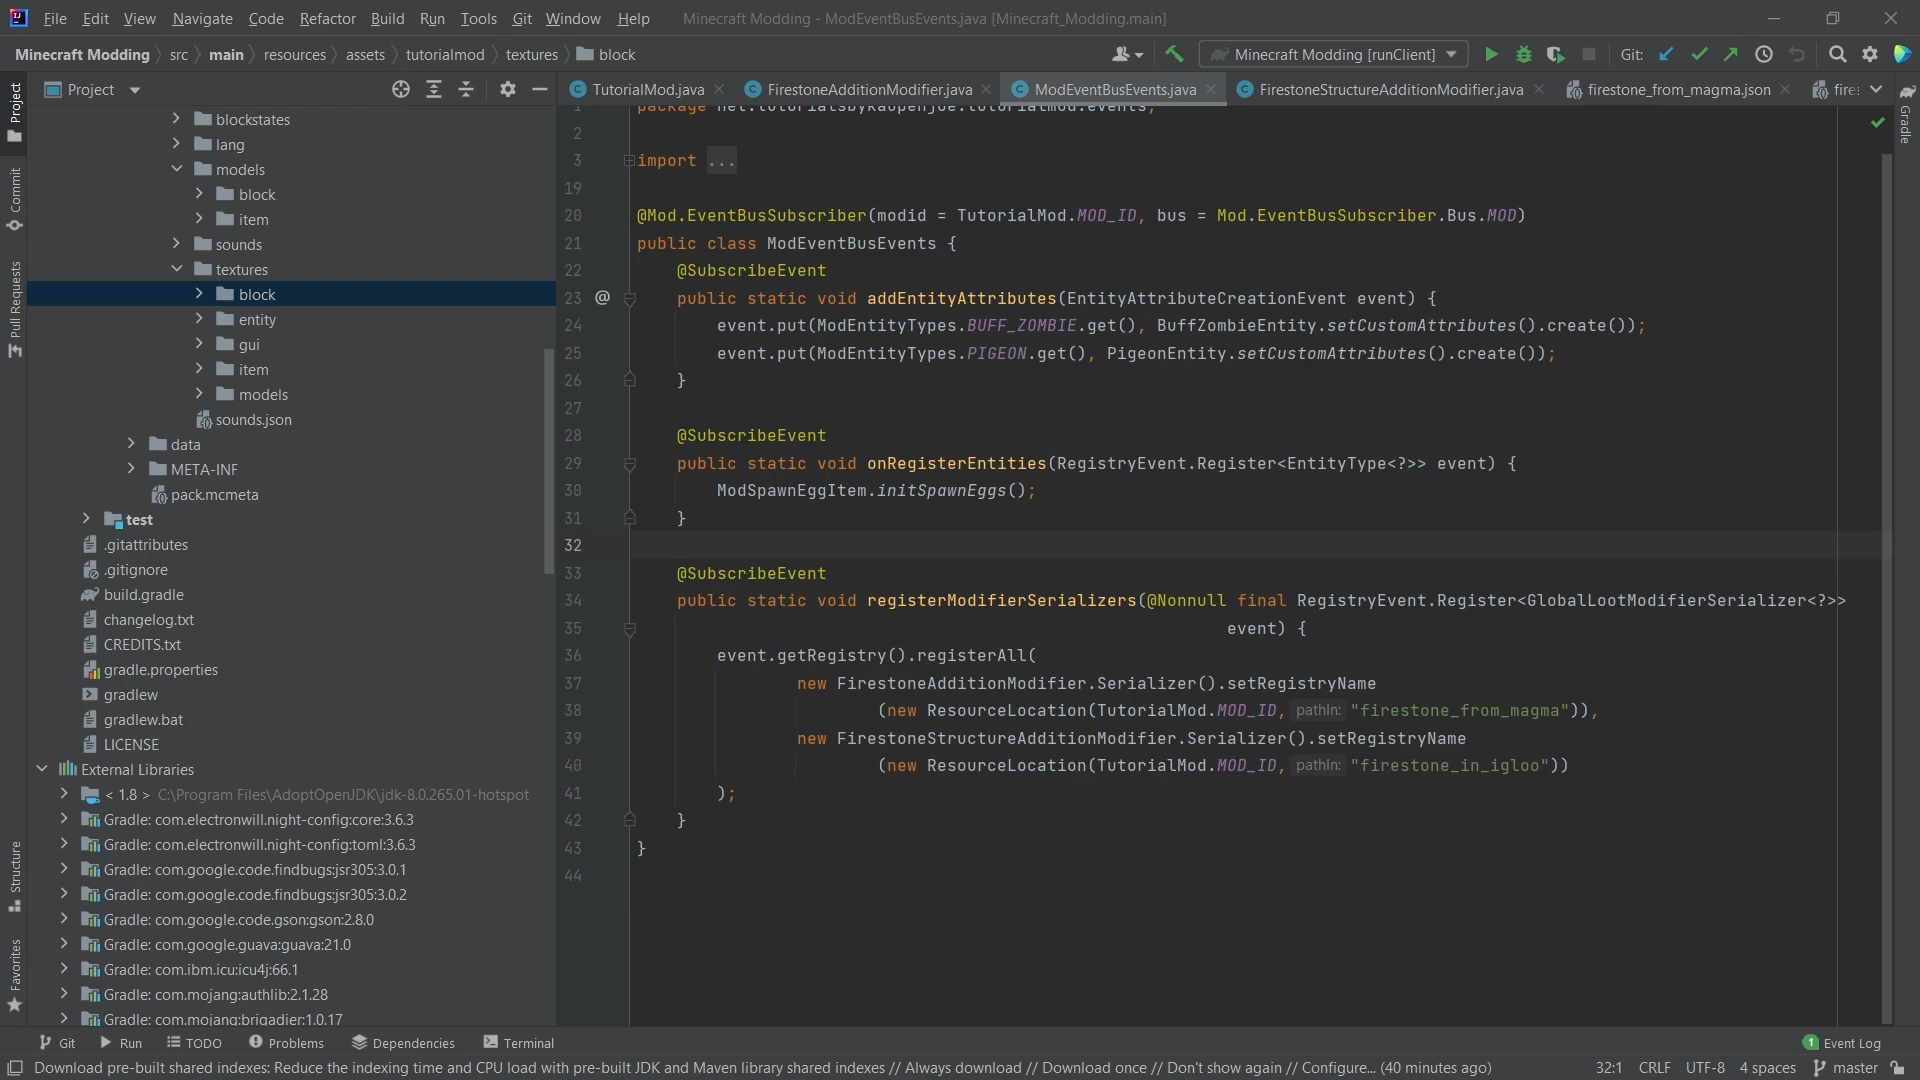 File Edit View Navigate Code Refactor Build Run Tools Git Window Help Minecraft Modding - ModEventBusEvents.java [Minecraft_Modding.main]
Minecraft Modding src main resources assets tutorialmod textures block Minecraft Modding [runClient] Git:
Project
TutorialMod.java FirestoneAdditionModifier.java ModEventBusEvents.java FirestoneStructureAdditionModifier.java firestone_from_magma.json
Project
Commit
Pull Requests
Structure
Favorites
Gradle
blockstates
lang
models
block
item
sounds
textures
block
entity
gui
item
models
sounds.json
data
META-INF
pack.mcmeta
test
.gitattributes
.gitignore
build.gradle
changelog.txt
CREDITS.txt
gradle.properties
gradlew
gradlew.bat
LICENSE
External Libraries
< 1.8 > C:\Program Files\AdoptOpenJDK\jdk-8.0.265.01-hotspot
Gradle: com.electronwill.night-config:core:3.6.3
Gradle: com.electronwill.night-config:toml:3.6.3
Gradle: com.google.code.findbugs:jsr305:3.0.1
Gradle: com.google.code.findbugs:jsr305:3.0.2
Gradle: com.google.code.gson:gson:2.8.0
Gradle: com.google.guava:guava:21.0
Gradle: com.ibm.icu:icu4j:66.1
Gradle: com.mojang:authlib:2.1.28
Gradle: com.mojang:brigadier:1.0.17
1 package net.tutorialsbykaupenjoe.tutorialmod.events;
2
3 import ...
19
20 @Mod.EventBusSubscriber(modid = TutorialMod.MOD_ID, bus = Mod.EventBusSubscriber.Bus.MOD)
21 public class ModEventBusEvents {
22 @SubscribeEvent
23 @ public static void addEntityAttributes(EntityAttributeCreationEvent event) {
24 event.put(ModEntityTypes.BUFF_ZOMBIE.get(), BuffZombieEntity.setCustomAttributes().create());
25 event.put(ModEntityTypes.PIGEON.get(), PigeonEntity.setCustomAttributes().create());
26 }
27
28 @SubscribeEvent
29 public static void onRegisterEntities(RegistryEvent.Register<EntityType<?>> event) {
30 ModSpawnEggItem.initSpawnEggs();
31 }
32
33 @SubscribeEvent
34 public static void registerModifierSerializers(@Nonnull final RegistryEvent.Register<GlobalLootModifierSerializer<?>>
35 event) {
36 event.getRegistry().registerAll(
37 new FirestoneAdditionModifier.Serializer().setRegistryName
38 (new ResourceLocation(TutorialMod.MOD_ID, pathIn: "firestone_from_magma")),
39 new FirestoneStructureAdditionModifier.Serializer().setRegistryName
40 (new ResourceLocation(TutorialMod.MOD_ID, pathIn: "firestone_in_igloo"))
41 );
42 }
43 }
44
Git Run TODO Problems Dependencies Terminal 1 Event Log
Download pre-built shared indexes: Reduce the indexing time and CPU load with pre-built JDK and Maven library shared indexes // Always download // Download once // Don't show again // Configure... (40 minutes ago) 32:1 CRLF UTF-8 4 spaces master